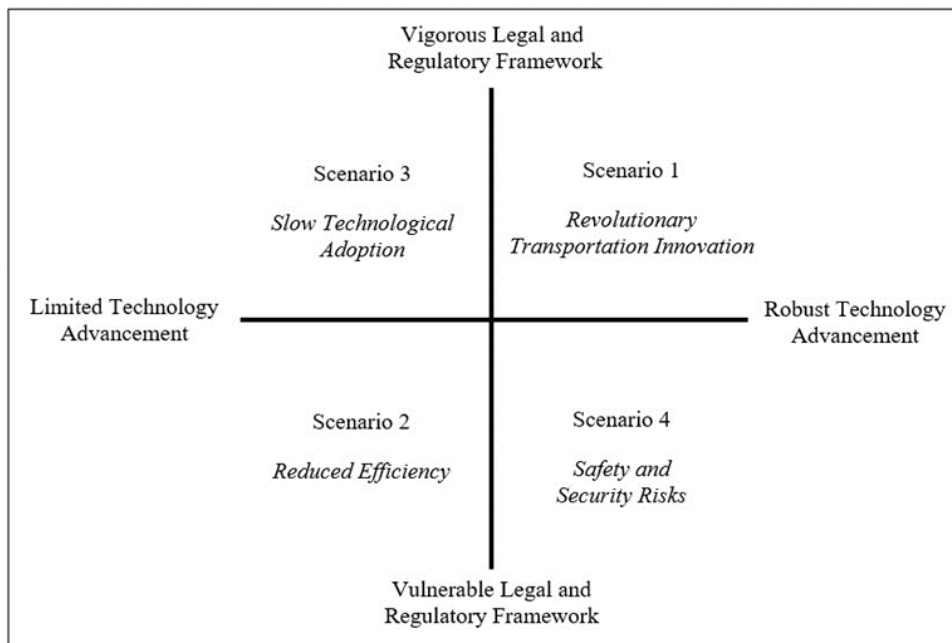 Vigorous Legal and
Regulatory Framework
Scenario 3
Slow Technological
Adoption
Scenario 1
Revolutionary
Transportation Innovation
Limited Technology
Advancement
Robust Technology
Advancement
Scenario 2
Reduced Efficiency
Scenario 4
Safety and
Security Risks
Vulnerable Legal and
Regulatory Framework